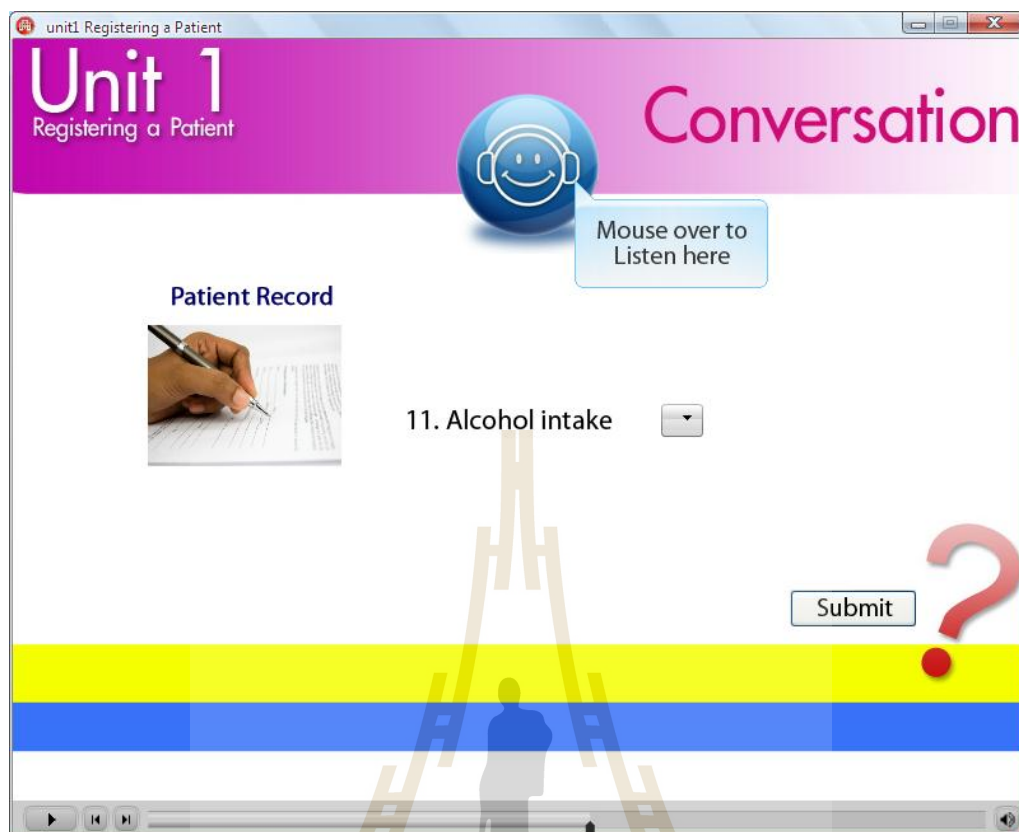 unit1 Registering a Patient
Unit 1
Registering a Patient
Conversation
Mouse over to
Listen here
Patient Record
11. Alcohol intake
Submit
?